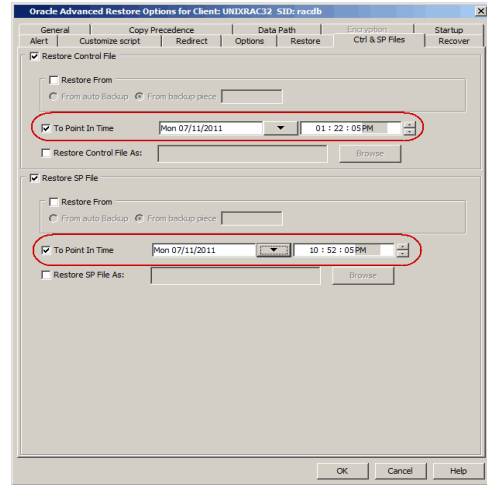 Oracle Advanced Restore Options for Client: UNIXRAC32 SID: racdb
General Copy Precedence Data Path Encryption Startup
Alert Customize script Redirect Options Restore Ctrl & SP Files Recover
Restore Control File
Restore From
From auto Backup From backup piece
To Point In Time Mon 07/11/2011 01 : 22 : 05 PM
Restore Control File As: Browse
Restore SP File
Restore From
From auto Backup From backup piece
To Point In Time Mon 07/11/2011 10 : 52 : 05 PM
Restore SP File As: Browse
OK Cancel Help